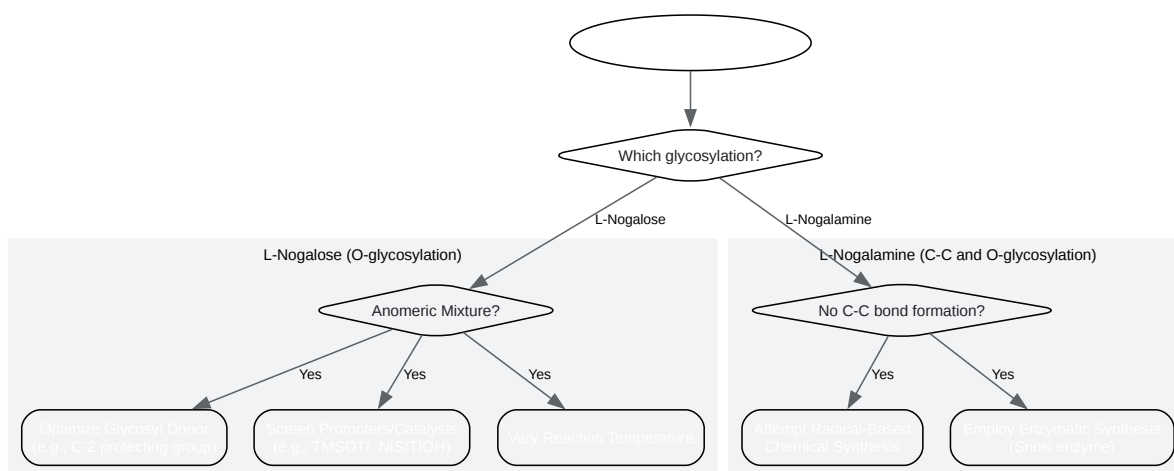 Which glycosylation?
L-Nogalose
L-Nogalamine
L-Nogalose (O-glycosylation)
L-Nogalamine (C-C and O-glycosylation)
Anomeric Mixture?
No C-C bond formation?
Yes
Yes
Yes
Yes
Yes
Optimize Glycosyl Donor
(e.g., C-2 protecting group)
Screen Promoters/Catalysts
(e.g., TMSOTf, NIS/TfOH)
Vary Reaction Temperature
Attempt Radical-Based
Chemical Synthesis
Employ Enzymatic Synthesis
(SnoK enzyme)